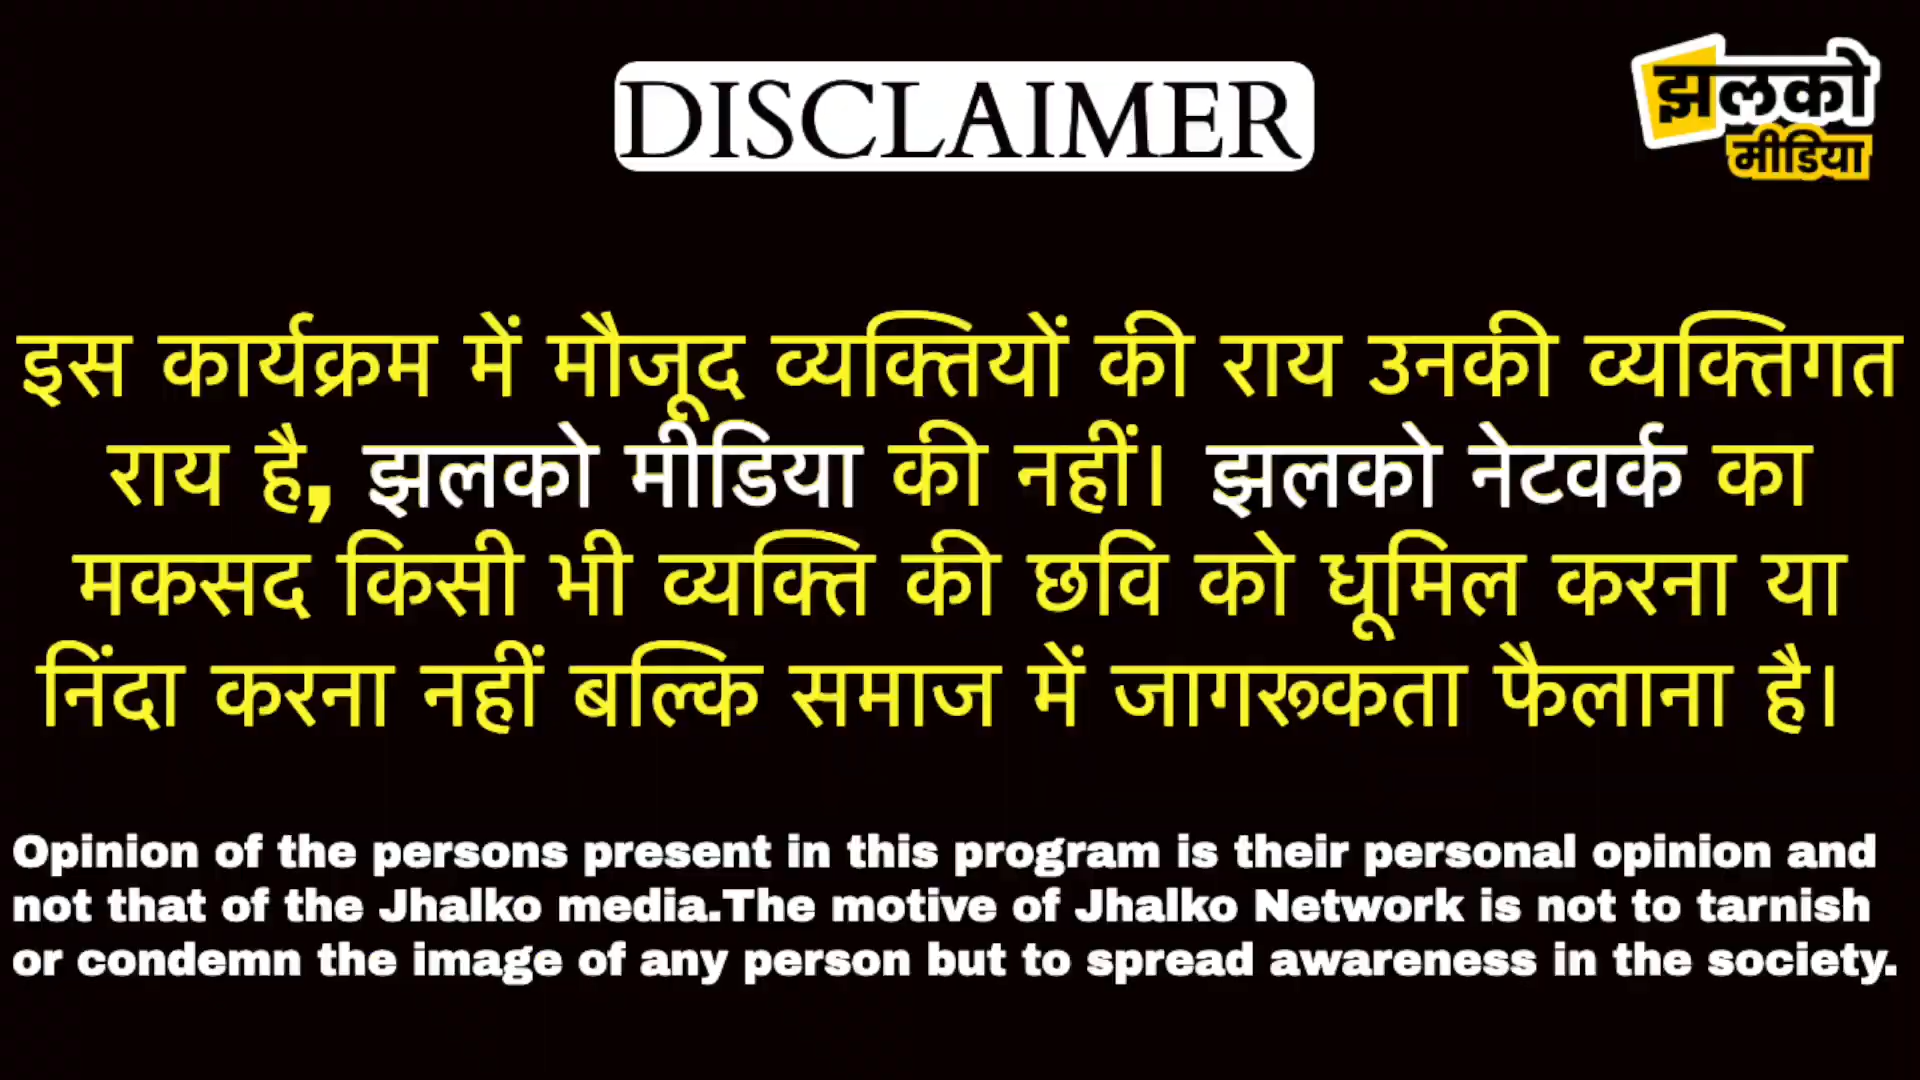 DISCLAIMER
झलको
मीडिया
इस कार्यक्रम में मौजूद व्यक्तियों की राय उनकी व्यक्तिगत
राय है, झलको मीडिया की नहीं। झलको नेटवर्क का
मकसद किसी भी व्यक्ति की छवि को धूमिल करना या
निंदा करना नहीं बल्कि समाज में जागरूकता फैलाना है।
Opinion of the persons present in this program is their personal opinion and
not that of the Jhalko media.The motive of Jhalko Network is not to tarnish
or condemn the image of any person but to spread awareness in the society.